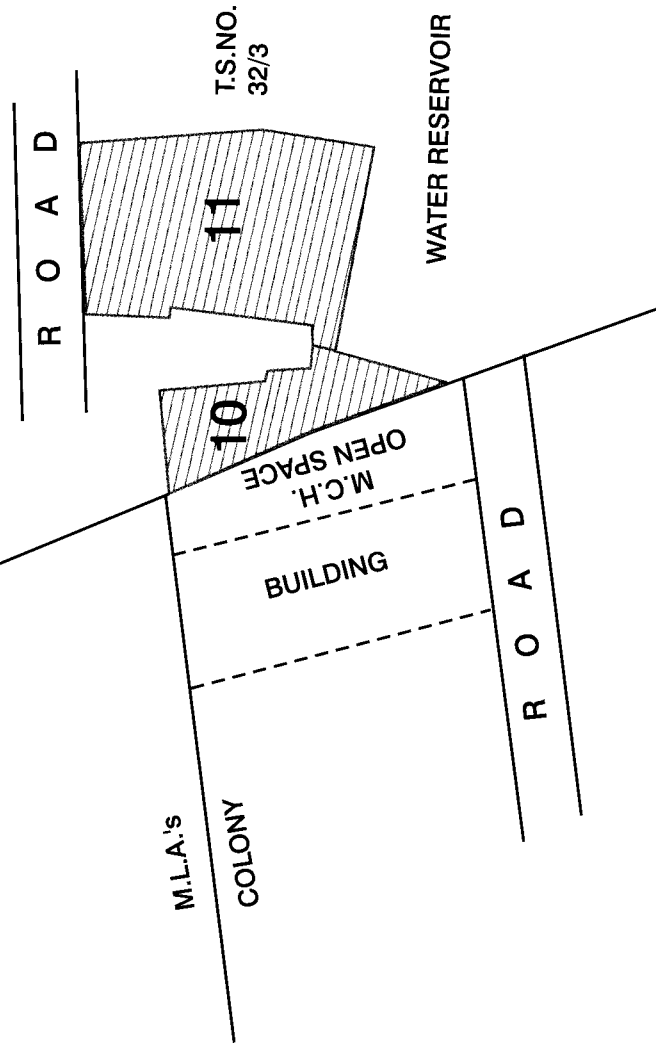 T.S.NO.
32/3
ROAD
11
WATER RESERVOIR
10
M.C.H.
OPEN SPACE
BUILDING
ROAD
M.L.A.'s
COLONY